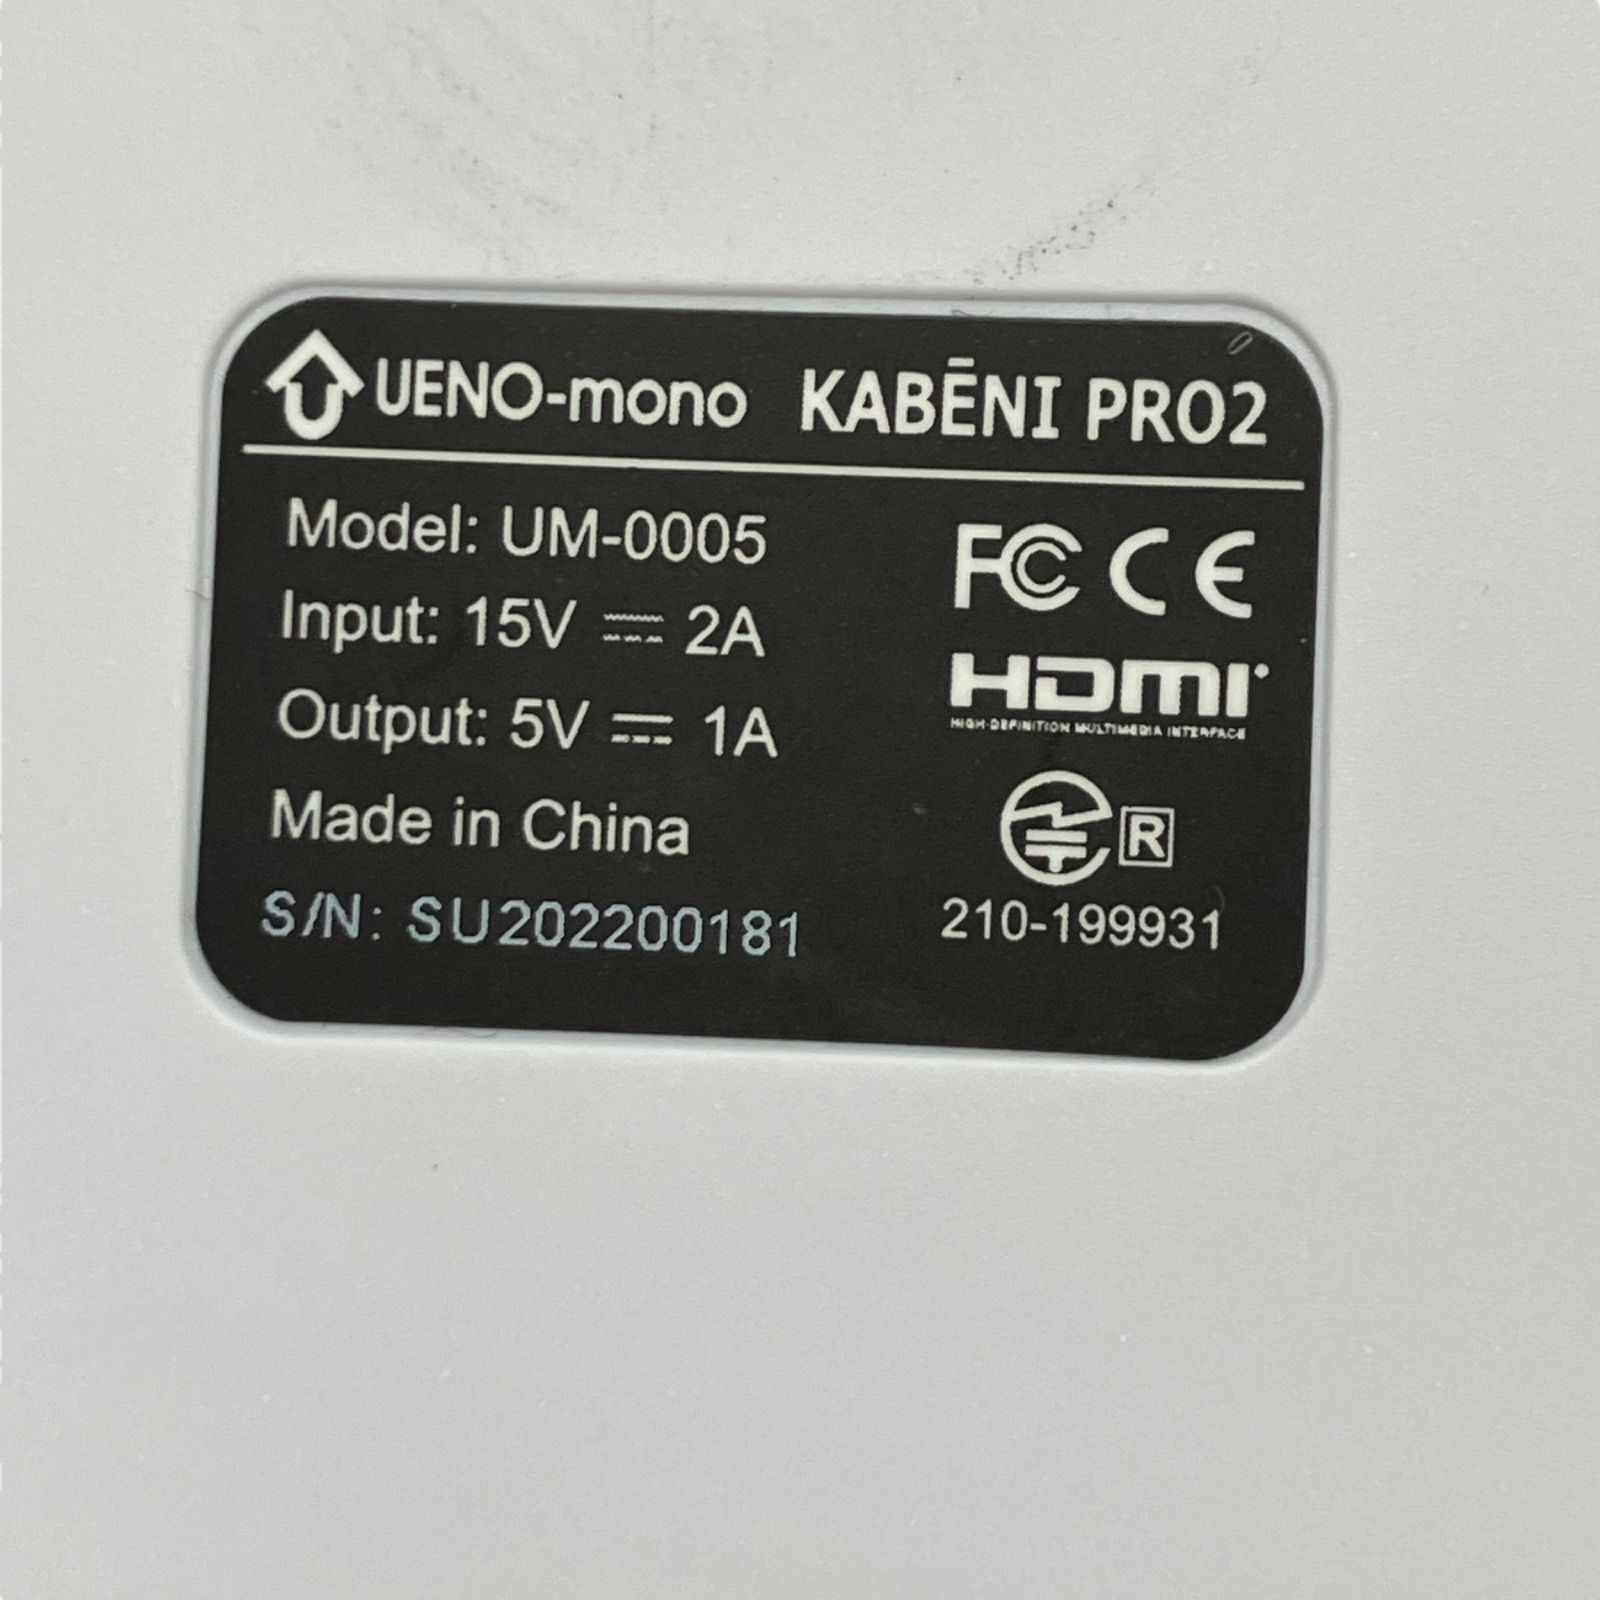 UENO-mono KABĒNI PRO2
Model: UM-0005
FC CE
Input: 15V ⎓ 2A
HDMI
HIGH-DEFINITION MULTIMEDIA INTERFACE
Output: 5V ⎓ 1A
Made in China
R
S/N: SU202200181
210-199931